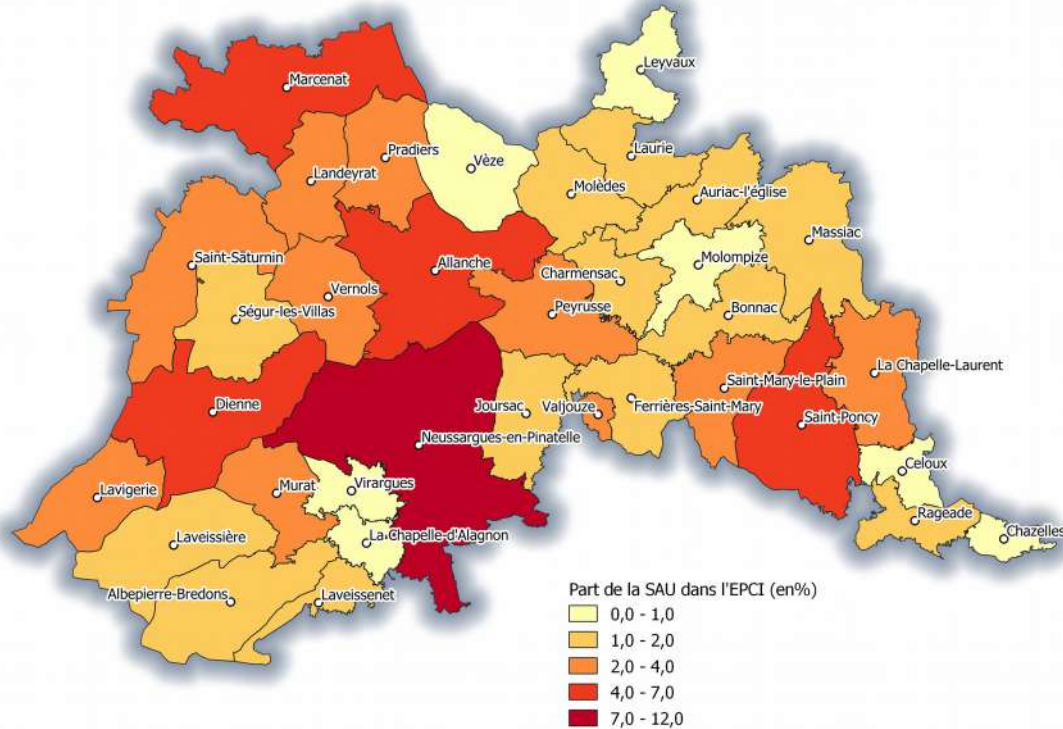 Leyvaux
Marcenat
Laurie
Pradiers
Vèze
Landeyrat
Molèdes
Auriac-l'église
Massiac
Saint-Saturnin
Molompize
Allanche
Charmensac
Vernols
Peyrusse
Bonnac
Ségur-les-Villas
La Chapelle-Laurent
Saint-Mary-le-Plain
Dienne
Joursac
Valjouze
Ferrières-Saint-Mary
Saint-Poncy
Neussargues-en-Pinatelle
Celoux
Lavigerie
Murat
Virargues
Rageade
Chazelles
La Chapelle-d'Alagnon
Laveissière
Albepierre-Bredons
Laveissenet
Part de la SAU dans l'EPCI (en%)
0,0 - 1,0
1,0 - 2,0
2,0 - 4,0
4,0 - 7,0
7,0 - 12,0